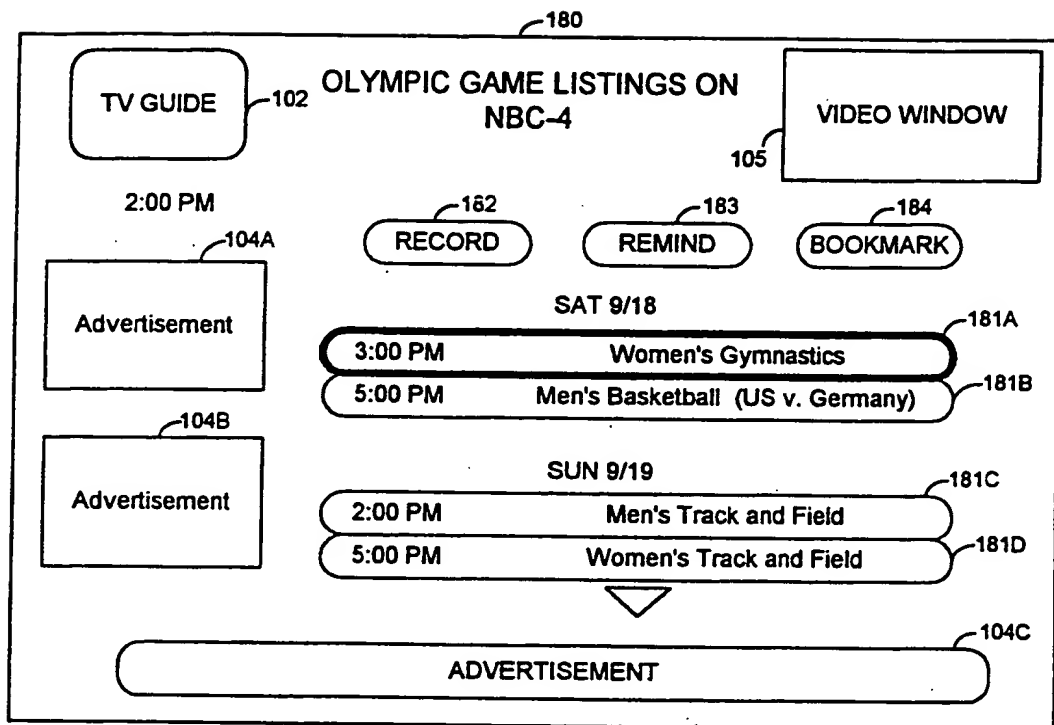 180
TV GUIDE
102
OLYMPIC GAME LISTINGS ON
NBC-4
VIDEO WINDOW
105
2:00 PM
182
183
184
RECORD
REMIND
BOOKMARK
104A
Advertisement
SAT 9/18
181A
3:00 PM Women's Gymnastics
5:00 PM Men's Basketball (US v. Germany)
181B
104B
Advertisement
SUN 9/19
181C
2:00 PM Men's Track and Field
5:00 PM Women's Track and Field
181D
104C
ADVERTISEMENT